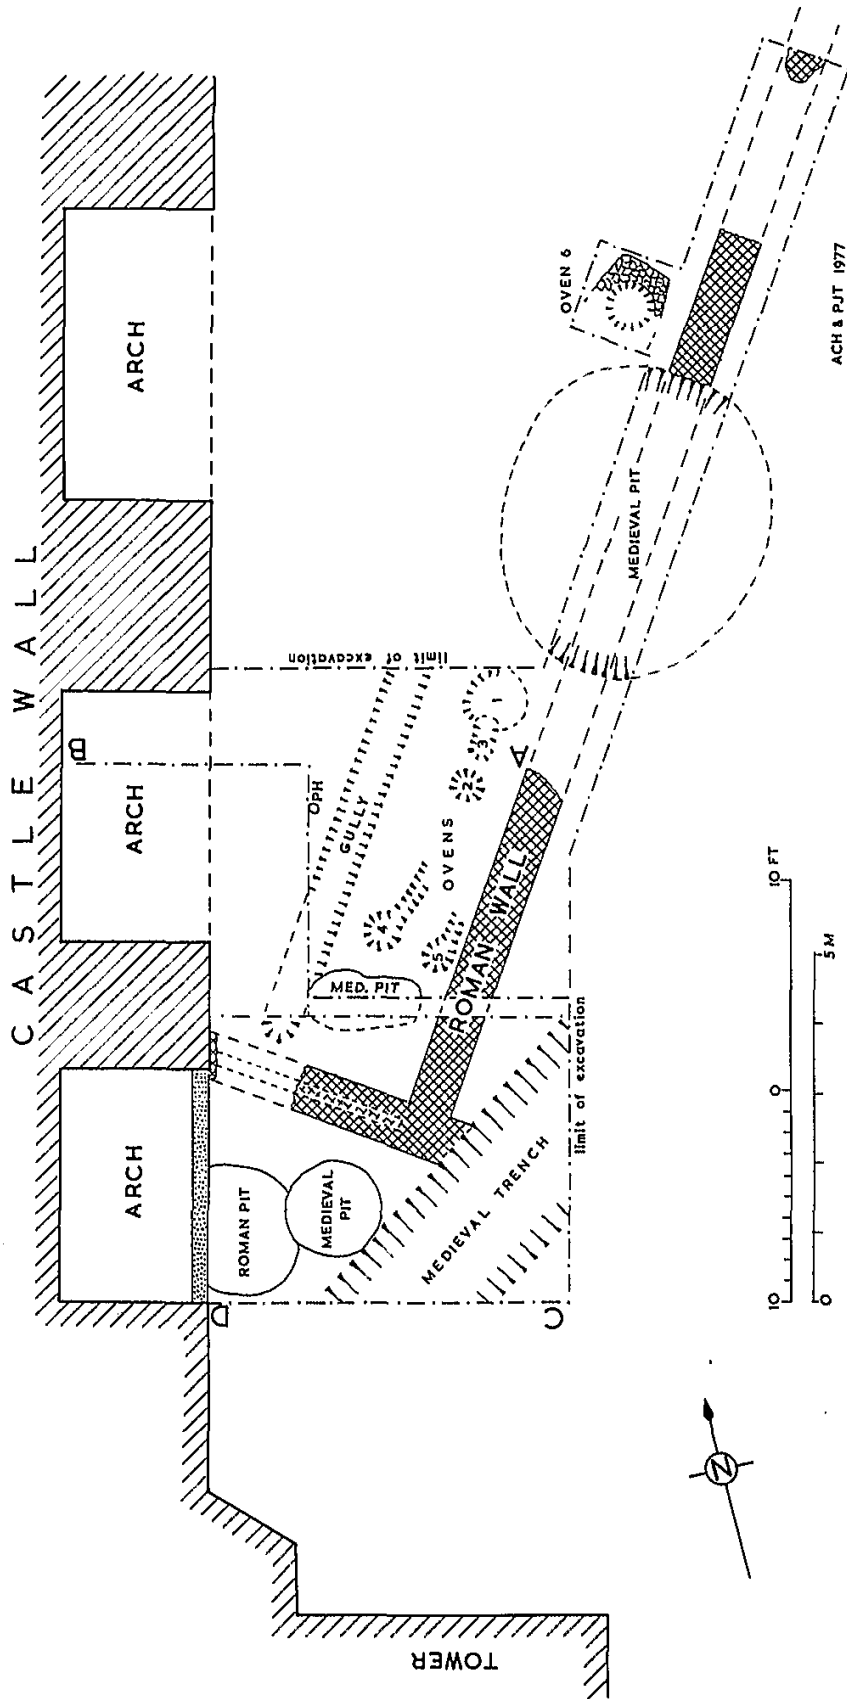 CASTLE WALL
ARCH
ARCH
ARCH
B
OVEN 6
limit of excavation
PH
GULLY
1
3
2
A
OVENS
4
5
MED. PIT
ROMAN WALL
MEDIEVAL PIT
ACH & PJT 1977
ROMAN PIT
MEDIEVAL
PIT
MEDIEVAL TRENCH
limit of excavation
D
C
10 0 10 FT
0 5M
N
TOWER